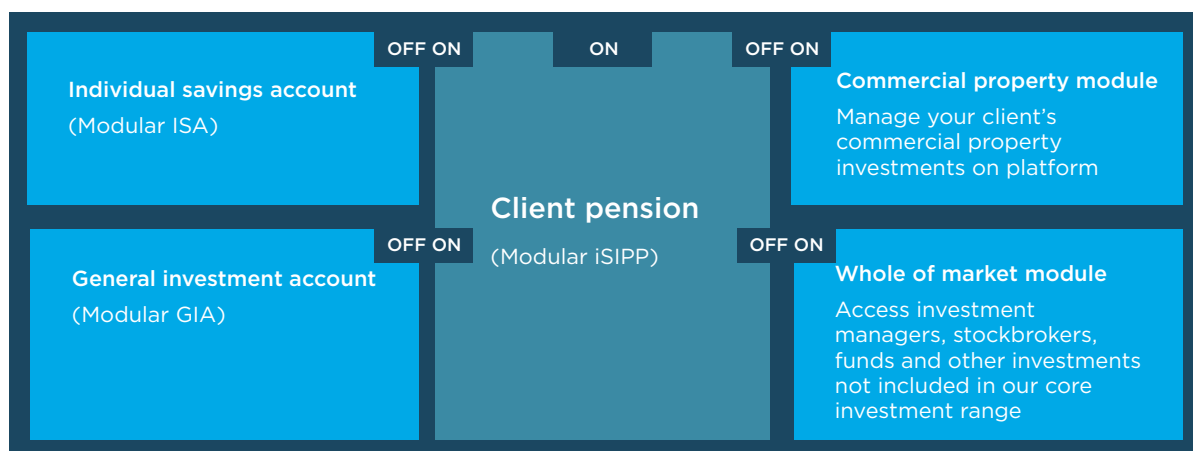 OFF ON
ON
OFF ON
Individual savings account
(Modular ISA)
Commercial property module
Manage your client’s
commercial property
investments on platform
Client pension
(Modular iSIPP)
OFF ON
OFF ON
General investment account
(Modular GIA)
Whole of market module
Access investment
managers, stockbrokers,
funds and other investments
not included in our core
investment range